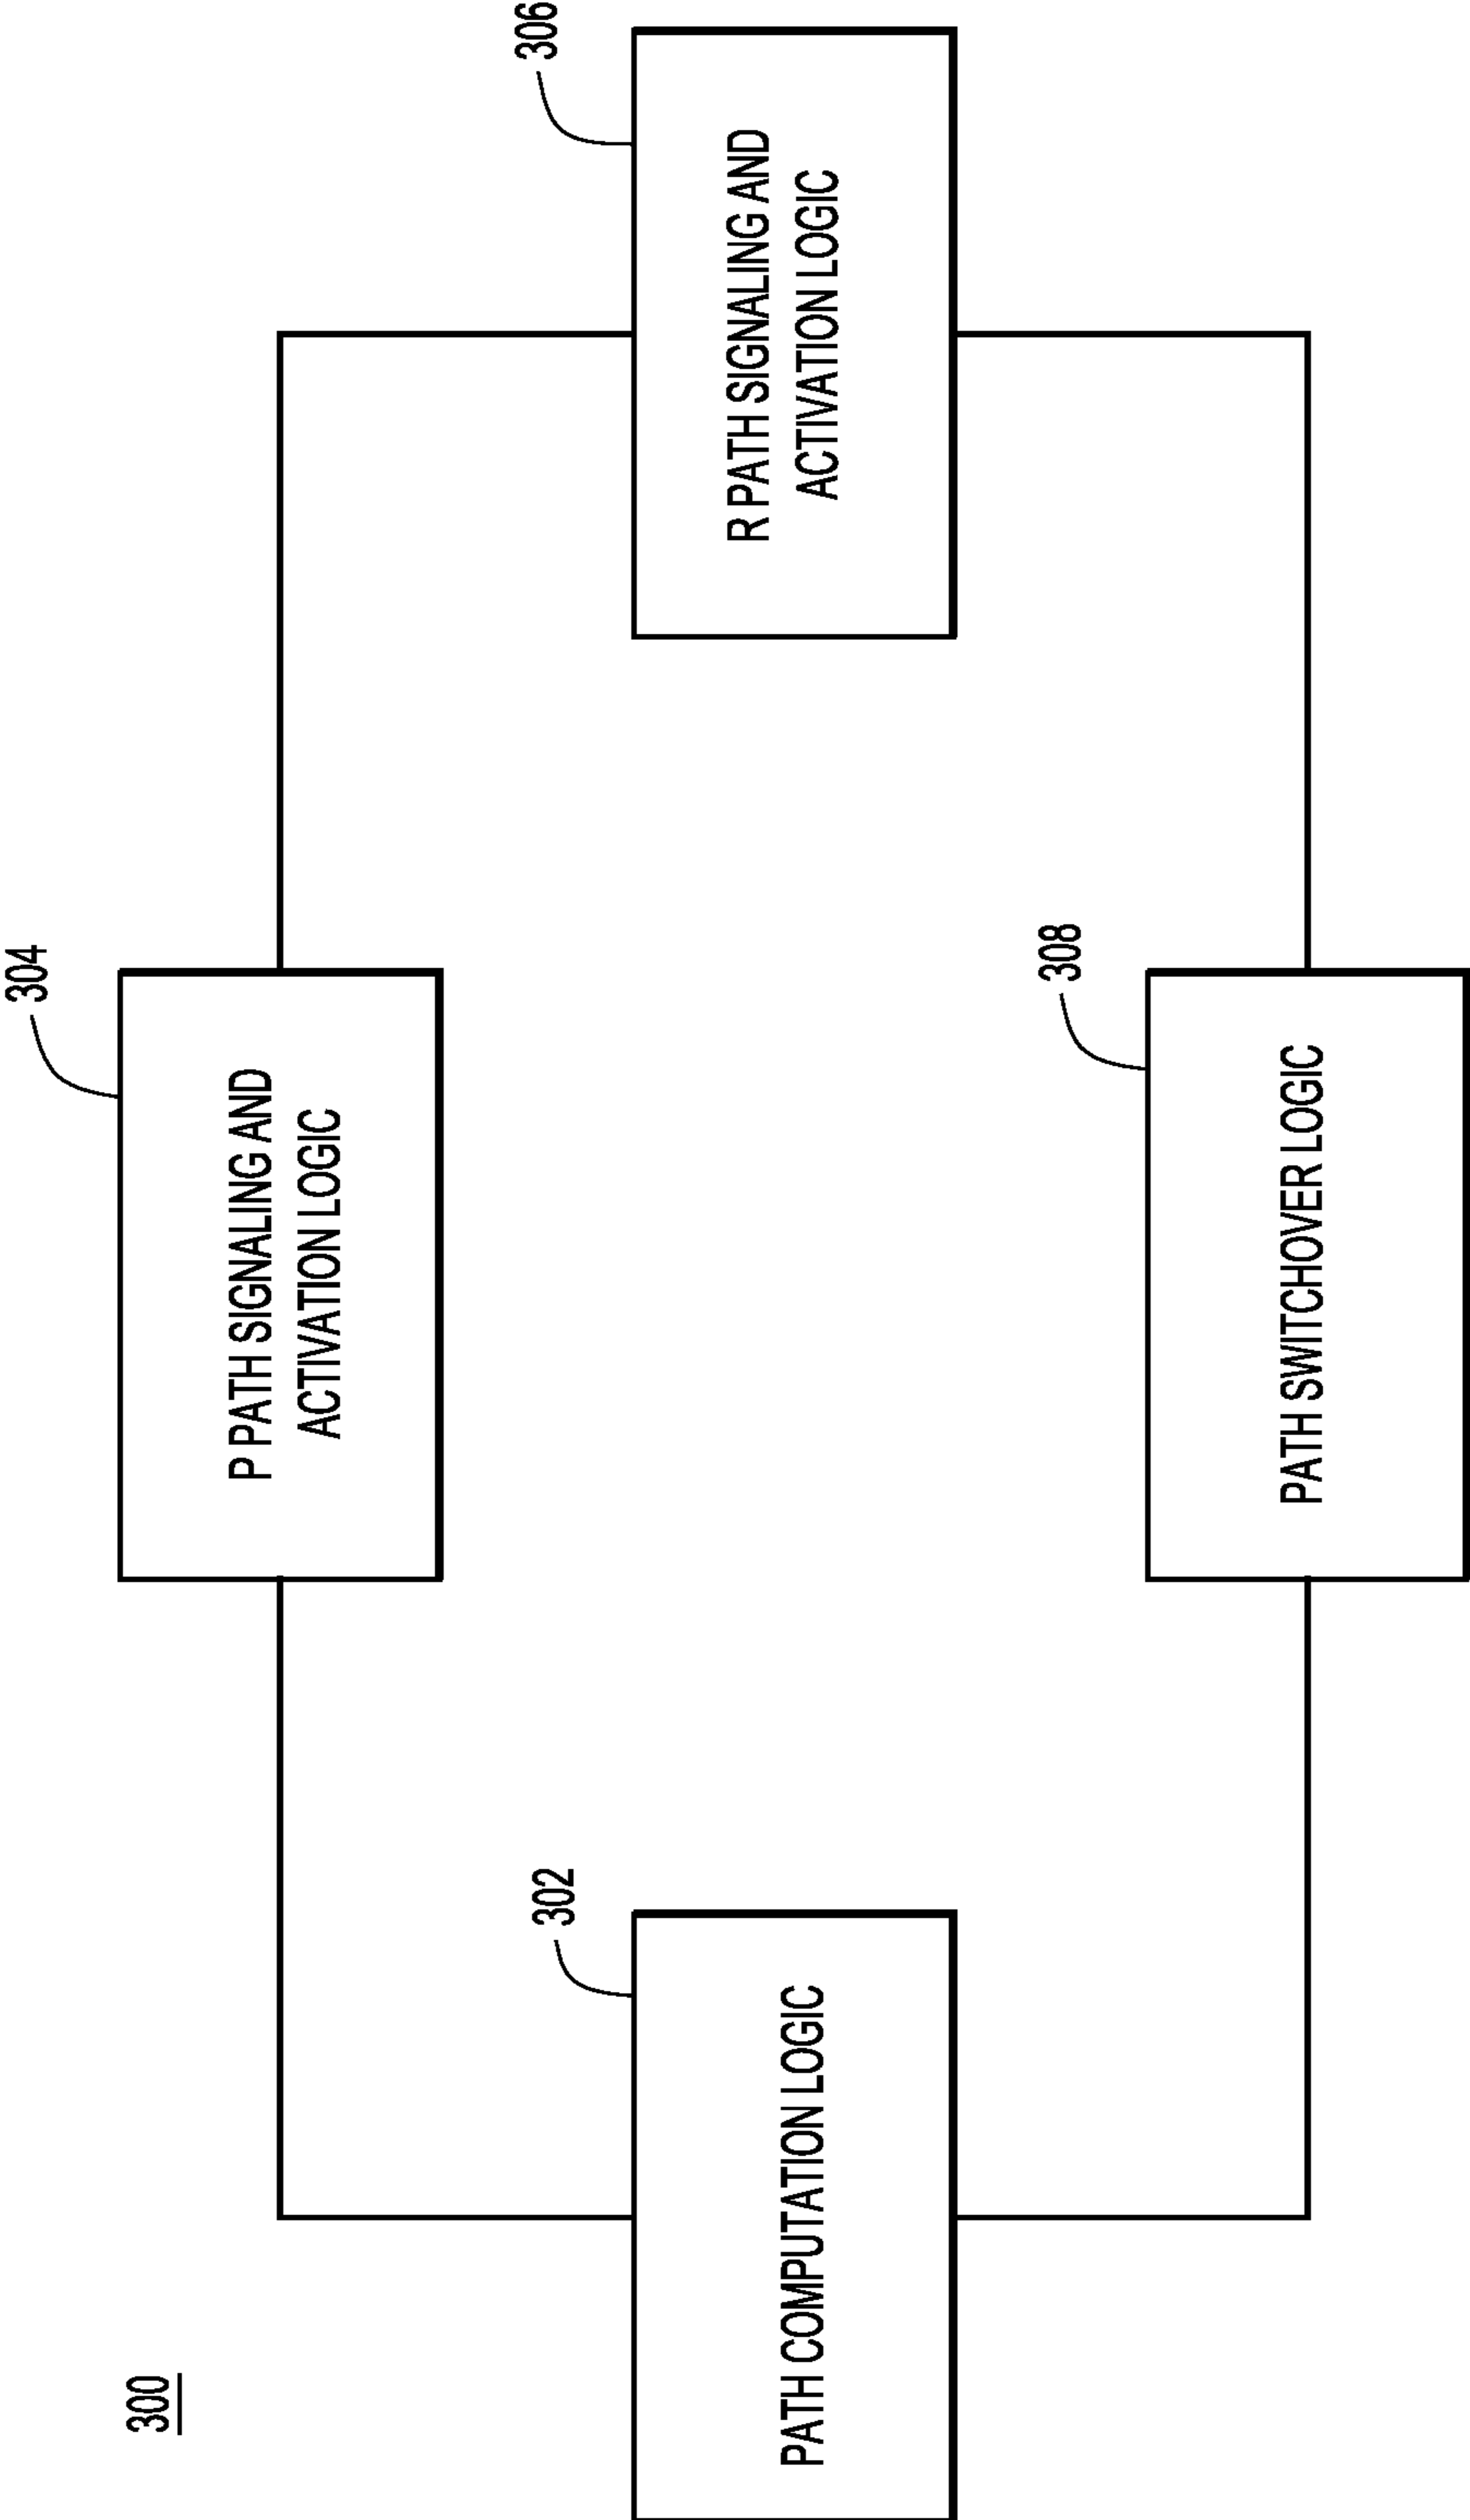 300
304
P PATH SIGNALING AND
ACTIVATION LOGIC
302
PATH COMPUTATION LOGIC
306
R PATH SIGNALING AND
ACTIVATION LOGIC
308
PATH SWITCHOVER LOGIC